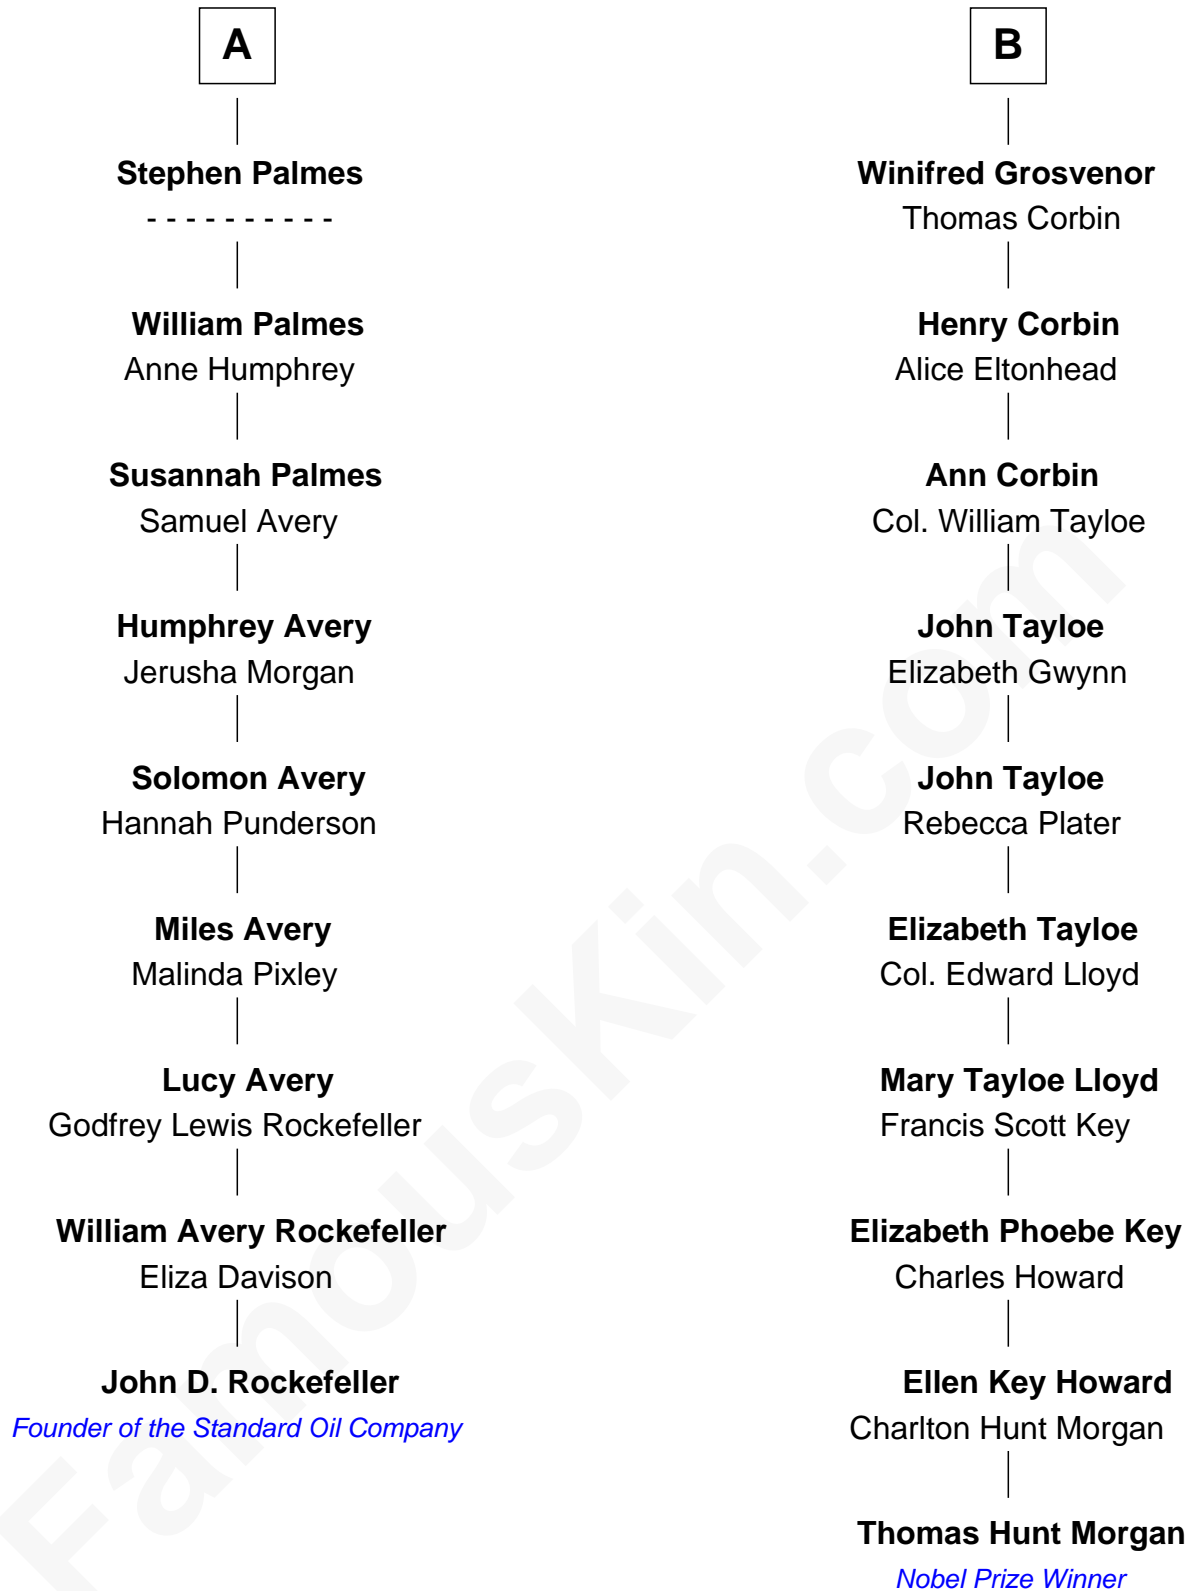 A
Stephen Palmes
- - - - - - - - - -
William Palmes
Anne Humphrey
Susannah Palmes
Samuel Avery
Humphrey Avery
Jerusha Morgan
Solomon Avery
Hannah Punderson
Miles Avery
Malinda Pixley
Lucy Avery
Godfrey Lewis Rockefeller
William Avery Rockefeller
Eliza Davison
John D. Rockefeller
Founder of the Standard Oil Company
B
Winifred Grosvenor
Thomas Corbin
Henry Corbin
Alice Eltonhead
Ann Corbin
Col. William Tayloe
John Tayloe
Elizabeth Gwynn
John Tayloe
Rebecca Plater
Elizabeth Tayloe
Col. Edward Lloyd
Mary Tayloe Lloyd
Francis Scott Key
Elizabeth Phoebe Key
Charles Howard
Ellen Key Howard
Charlton Hunt Morgan
Thomas Hunt Morgan
Nobel Prize Winner
FamousKin.com